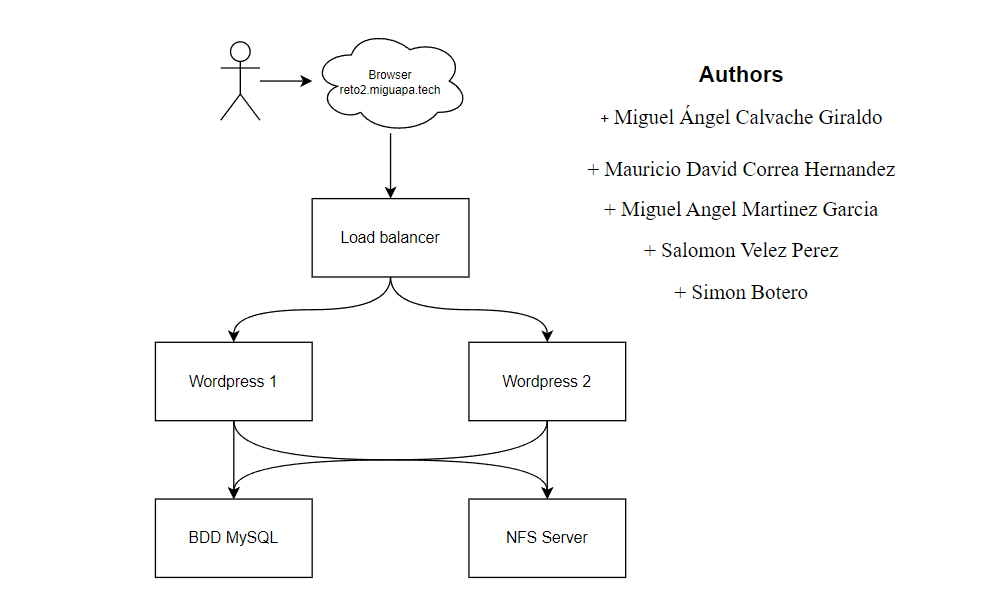 Browser
reto2.miguapa.tech
Load balancer
Wordpress 1
Wordpress 2
BDD MySQL
NFS Server
Authors
+ Miguel Ángel Calvache Giraldo
+ Mauricio David Correa Hernandez
+ Miguel Angel Martinez Garcia
+ Salomon Velez Perez
+ Simon Botero